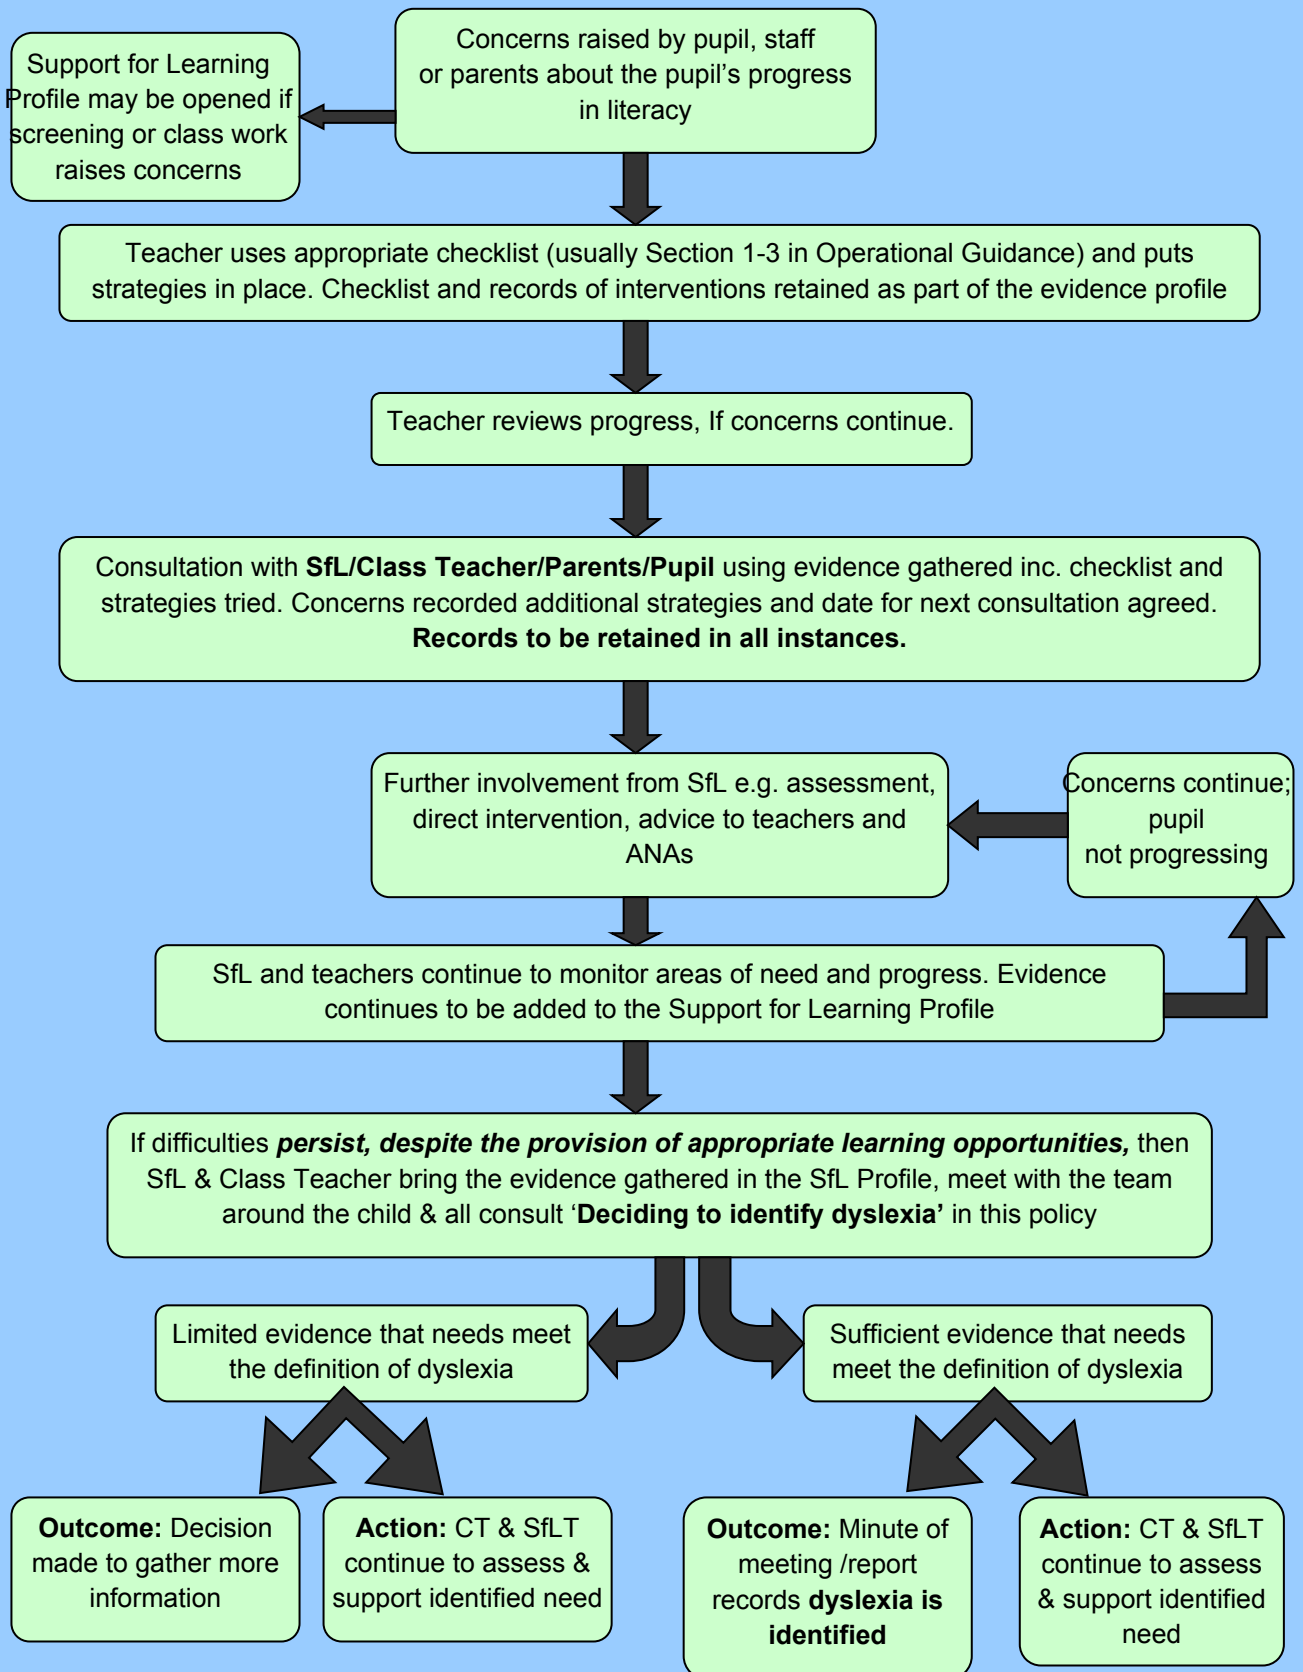 Concerns raised by pupil, staff
or parents about the pupil’s progress
in literacy
Support for Learning
Profile may be opened if
screening or class work
raises concerns
Teacher uses appropriate checklist (usually Section 1-3 in Operational Guidance) and puts
strategies in place. Checklist and records of interventions retained as part of the evidence profile
Teacher reviews progress, If concerns continue.
Consultation with SfL/Class Teacher/Parents/Pupil using evidence gathered inc. checklist and
strategies tried. Concerns recorded additional strategies and date for next consultation agreed.
Records to be retained in all instances.
Further involvement from SfL e.g. assessment,
direct intervention, advice to teachers and
ANAs
Concerns continue;
pupil
not progressing
SfL and teachers continue to monitor areas of need and progress. Evidence
continues to be added to the Support for Learning Profile
If difficulties persist, despite the provision of appropriate learning opportunities, then
SfL & Class Teacher bring the evidence gathered in the SfL Profile, meet with the team
around the child & all consult ‘Deciding to identify dyslexia’ in this policy
Limited evidence that needs meet
the definition of dyslexia
Sufficient evidence that needs
meet the definition of dyslexia
Outcome: Decision
made to gather more
information
Action: CT & SfLT
continue to assess &
support identified need
Outcome: Minute of
meeting /report
records dyslexia is
identified
Action: CT & SfLT
continue to assess
& support identified
need